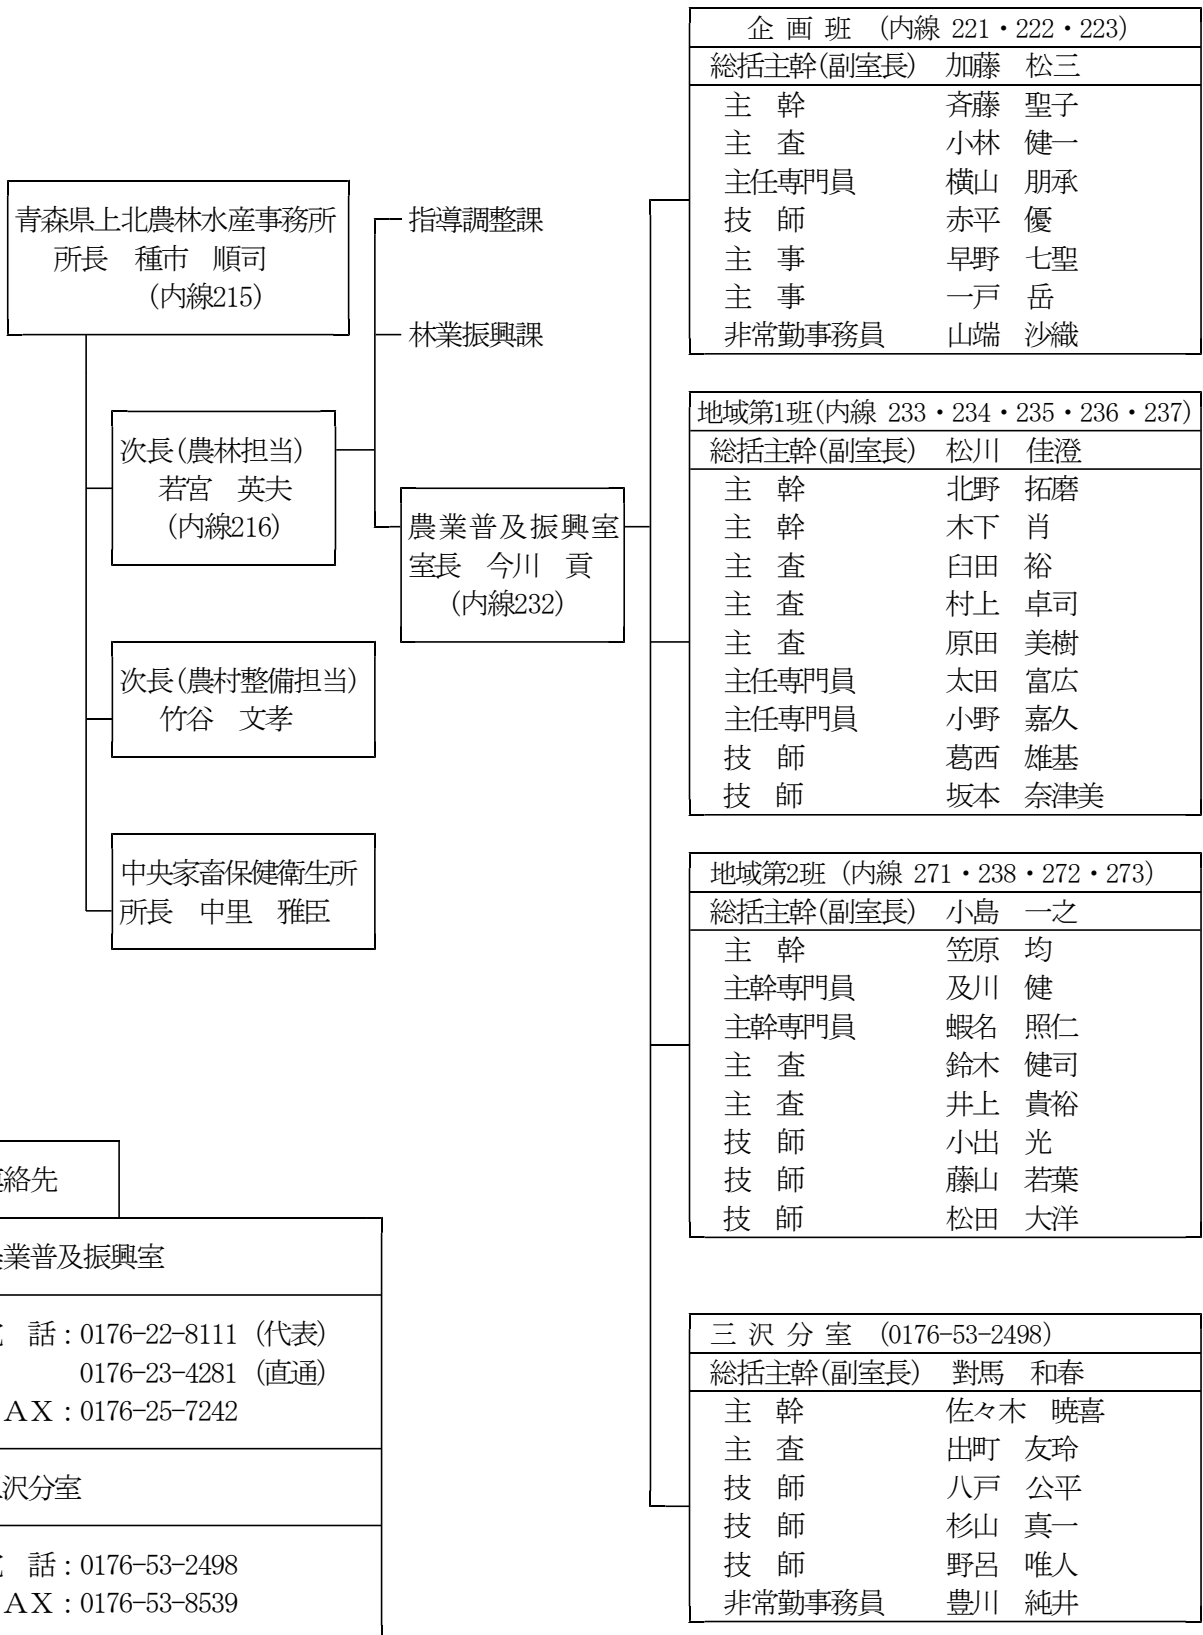 青森県上北農林水産事務所
所長　種市　順司
(内線215)
次長(農林担当)
若宮　英夫
(内線216)
次長(農村整備担当)
竹谷　文孝
中央家畜保健衛生所
所長　中里　雅臣
指導調整課
林業振興課
農業普及振興室
室長　今川　貢
(内線232)
企 画 班　(内線 221・222・223)
総括主幹(副室長)　加藤　松三
主　幹　斉藤　聖子
主　査　小林　健一
主任専門員　横山　朋承
技　師　赤平　優
主　事　早野　七聖
主　事　一戸　岳
非常勤事務員　山端　沙織
地域第1班(内線 233・234・235・236・237)
総括主幹(副室長)　松川　佳澄
主　幹　北野　拓磨
主　幹　木下　肖
主　査　臼田　裕
主　査　村上　卓司
主　査　原田　美樹
主任専門員　太田　富広
主任専門員　小野　嘉久
技　師　葛西　雄基
技　師　坂本　奈津美
地域第2班 (内線 271・238・272・273)
総括主幹(副室長)　小島　一之
主　幹　笠原　均
主幹専門員　及川　健
主幹専門員　蝦名　照仁
主　査　鈴木　健司
主　査　井上　貴裕
技　師　小出　光
技　師　藤山　若葉
技　師　松田　大洋
三 沢 分 室　(0176-53-2498)
総括主幹(副室長)　對馬　和春
主　幹　佐々木　暁喜
主　査　出町　友玲
技　師　八戸　公平
技　師　杉山　真一
技　師　野呂　唯人
非常勤事務員　豊川　純井
絡先
業普及振興室
話：0176-22-8111 (代表)
0176-23-4281 (直通)
ＡＸ：0176-25-7242
沢分室
話：0176-53-2498
ＡＸ：0176-53-8539